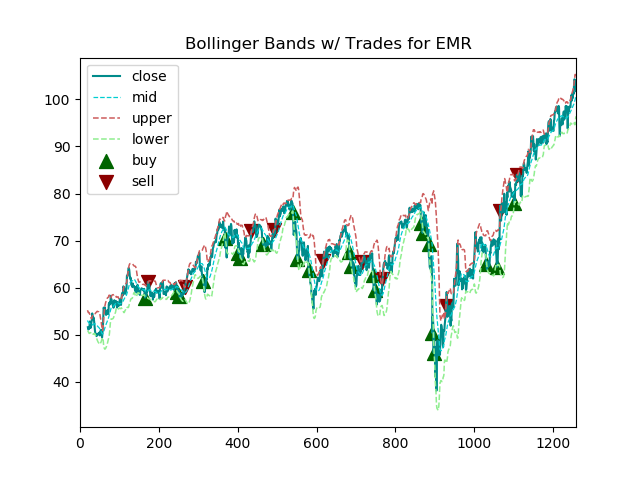 Bollinger Bands w/ Trades for EMR
close
mid
upper
lower
buy
sell
100
90
80
70
60
50
40
0 200 400 600 800 1000 1200